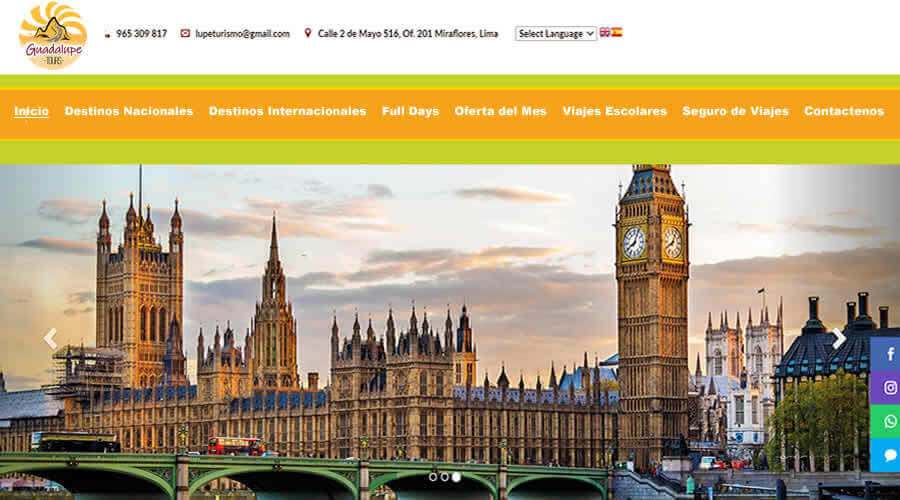 Guadalupe
TOURS
965 309 817
lupeturismo@gmail.com
Calle 2 de Mayo 516, Of. 201 Miraflores, Lima
Select Language
Inicio
Destinos Nacionales
Destinos Internacionales
Full Days
Oferta del Mes
Viajes Escolares
Seguro de Viajes
Contactenos